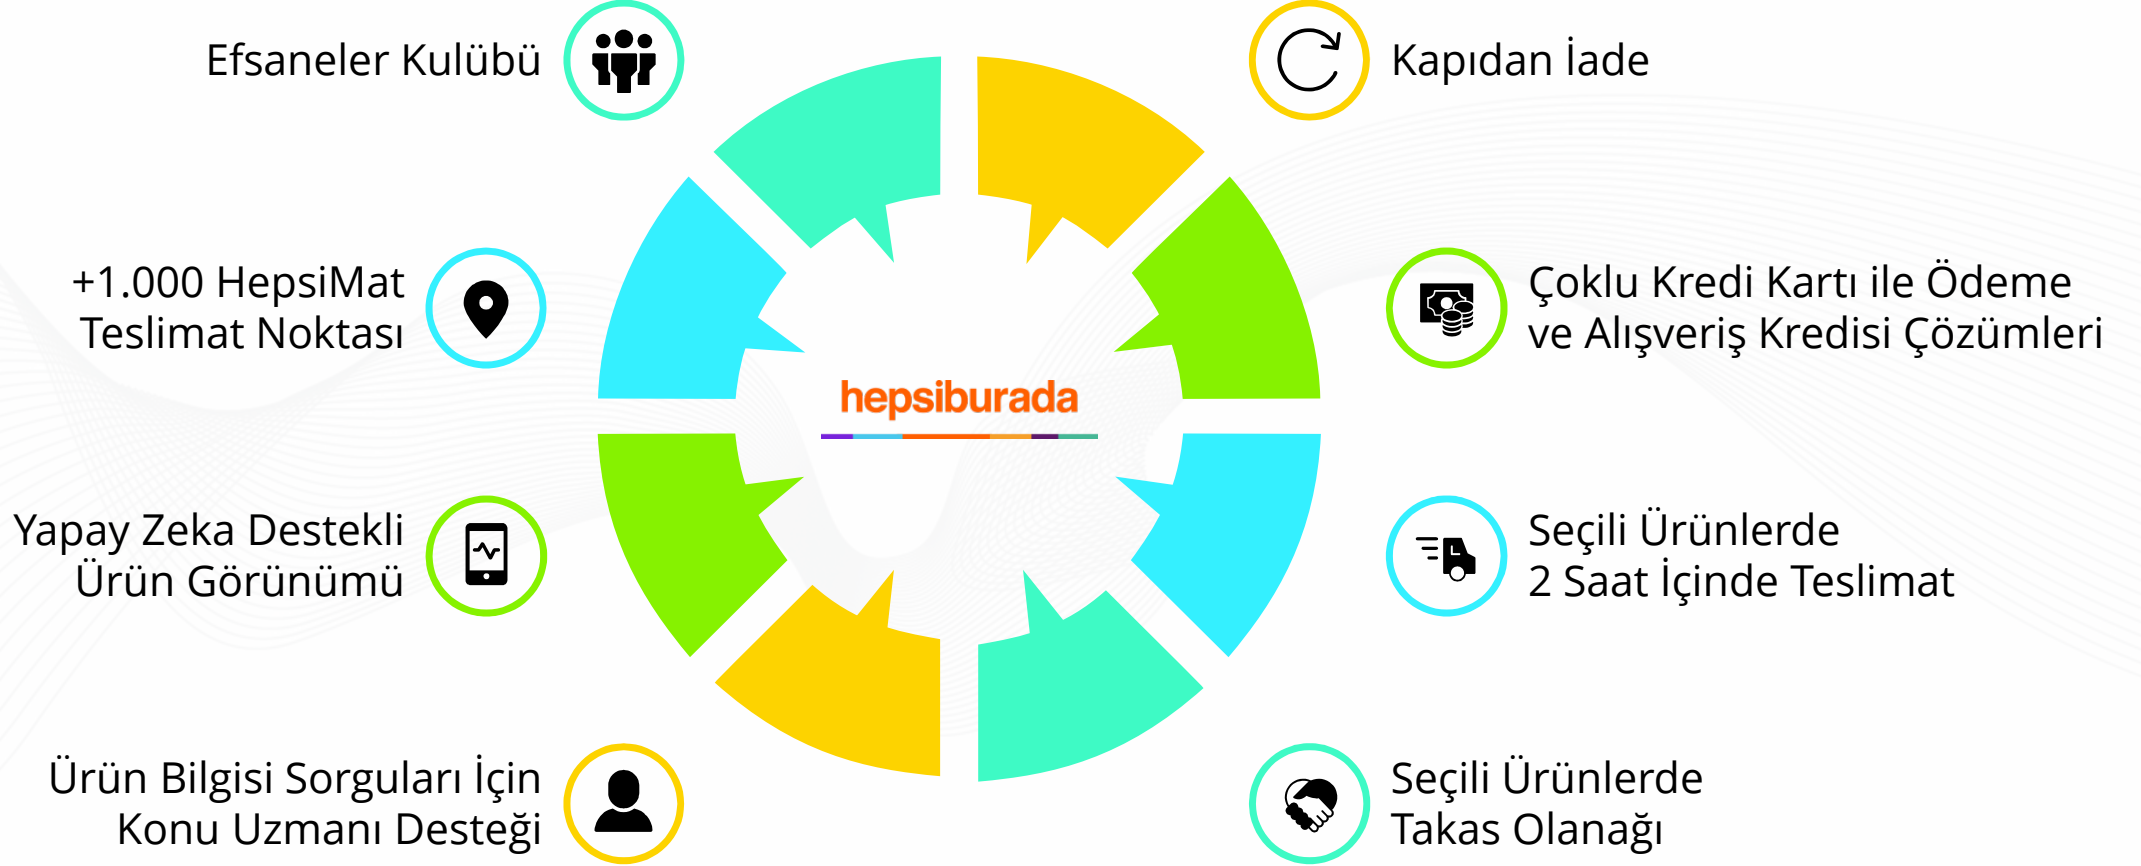 Efsaneler Kulübü
Kapıdan İade
+1.000 HepsiMat
Teslimat Noktası
Çoklu Kredi Kartı ile Ödeme
ve Alışveriş Kredisi Çözümleri
hepsiburada
Yapay Zeka Destekli
Ürün Görünümü
Seçili Ürünlerde
2 Saat İçinde Teslimat
Ürün Bilgisi Sorguları İçin
Konu Uzmanı Desteği
Seçili Ürünlerde
Takas Olanağı